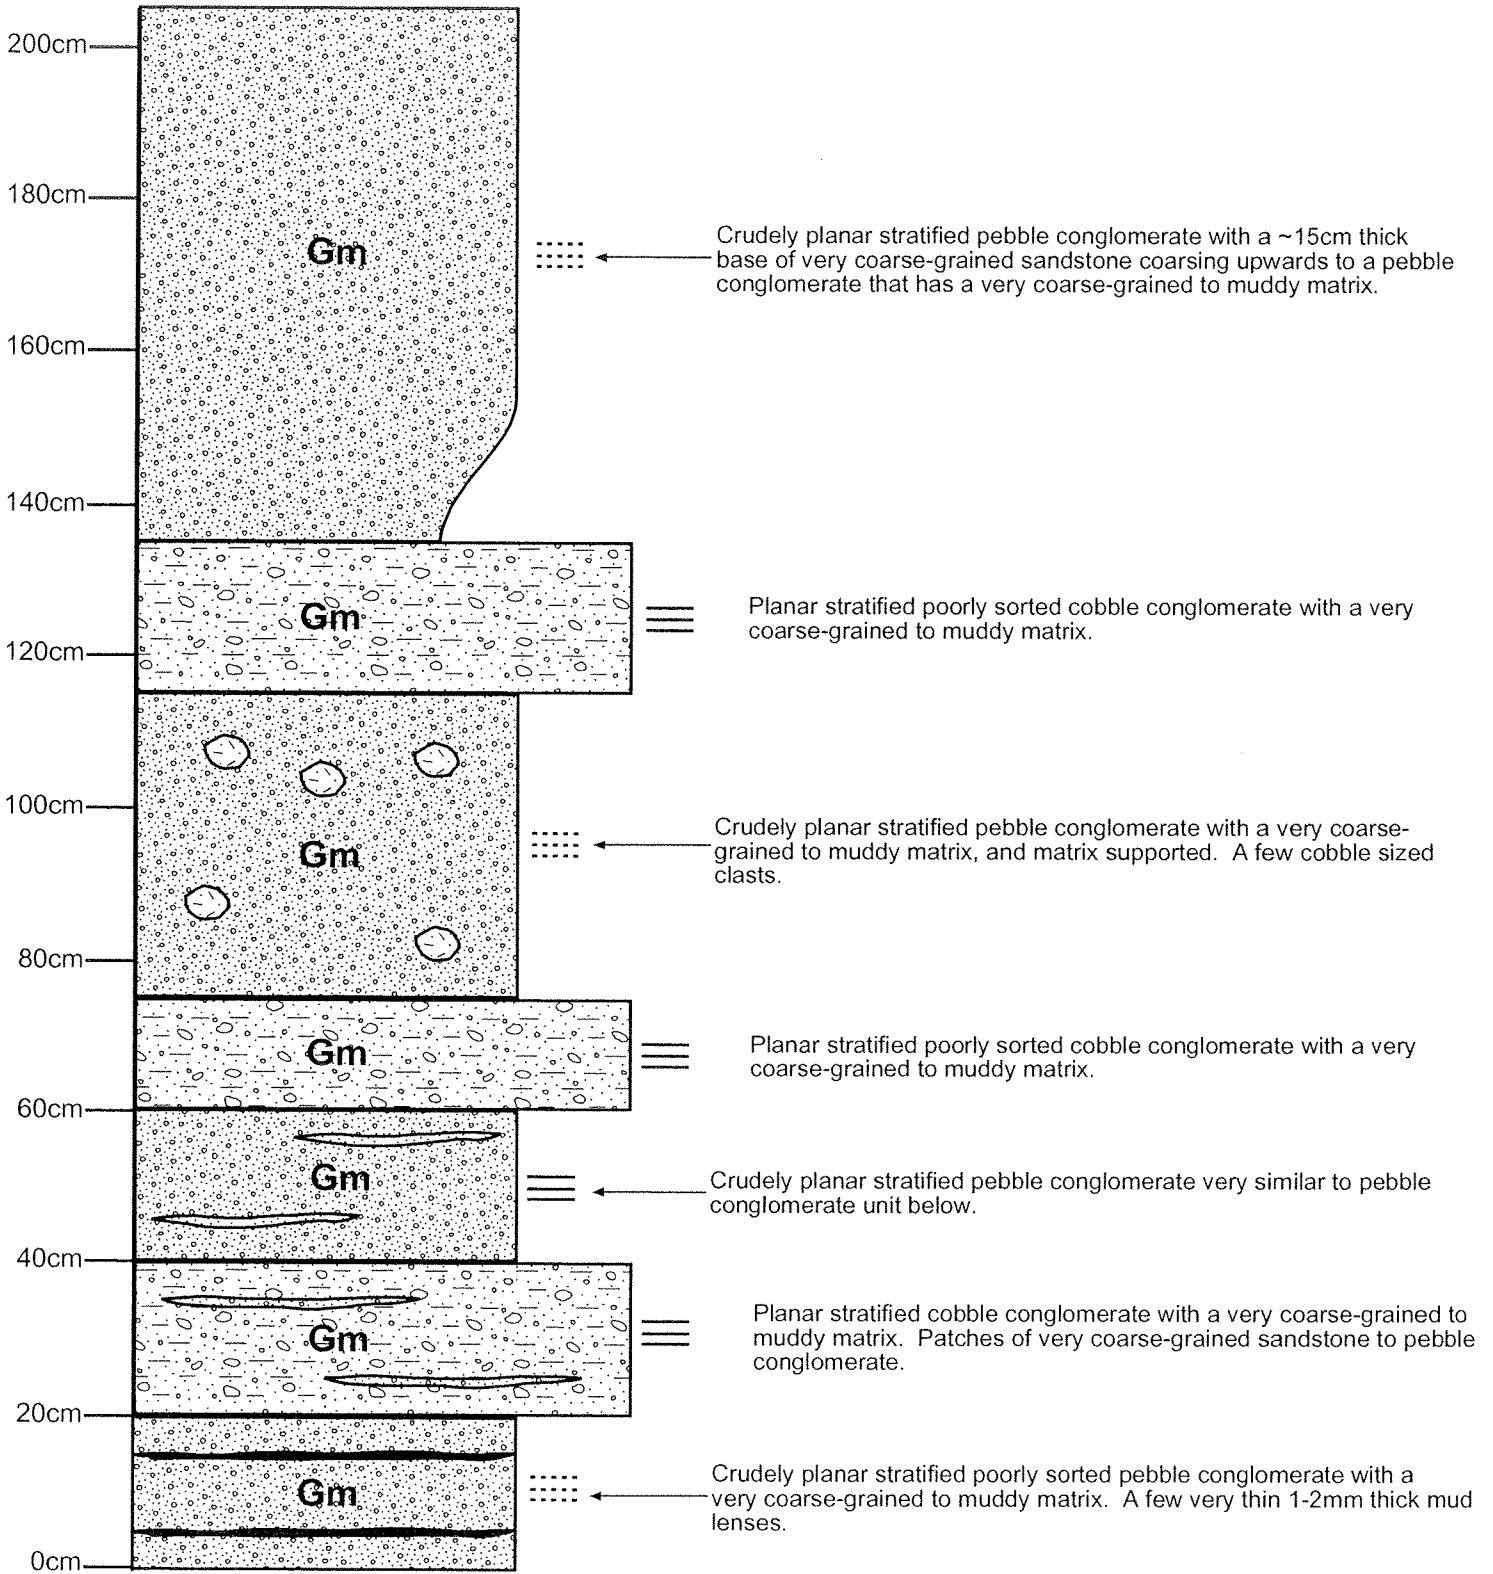 200cm
180cm
Gm
Crudely planar stratified pebble conglomerate with a ~15cm thick
base of very coarse-grained sandstone coarsing upwards to a pebble
conglomerate that has a very coarse-grained to muddy matrix.
160cm
140cm
Gm
Planar stratified poorly sorted cobble conglomerate with a very
coarse-grained to muddy matrix.
120cm
100cm
Gm
Crudely planar stratified pebble conglomerate with a very coarse-
grained to muddy matrix, and matrix supported. A few cobble sized
clasts.
80cm
Gm
Planar stratified poorly sorted cobble conglomerate with a very
coarse-grained to muddy matrix.
60cm
Gm
Crudely planar stratified pebble conglomerate very similar to pebble
conglomerate unit below.
40cm
Gm
Planar stratified cobble conglomerate with a very coarse-grained to
muddy matrix. Patches of very coarse-grained sandstone to pebble
conglomerate.
20cm
Gm
Crudely planar stratified poorly sorted pebble conglomerate with a
very coarse-grained to muddy matrix. A few very thin 1-2mm thick mud
lenses.
0cm